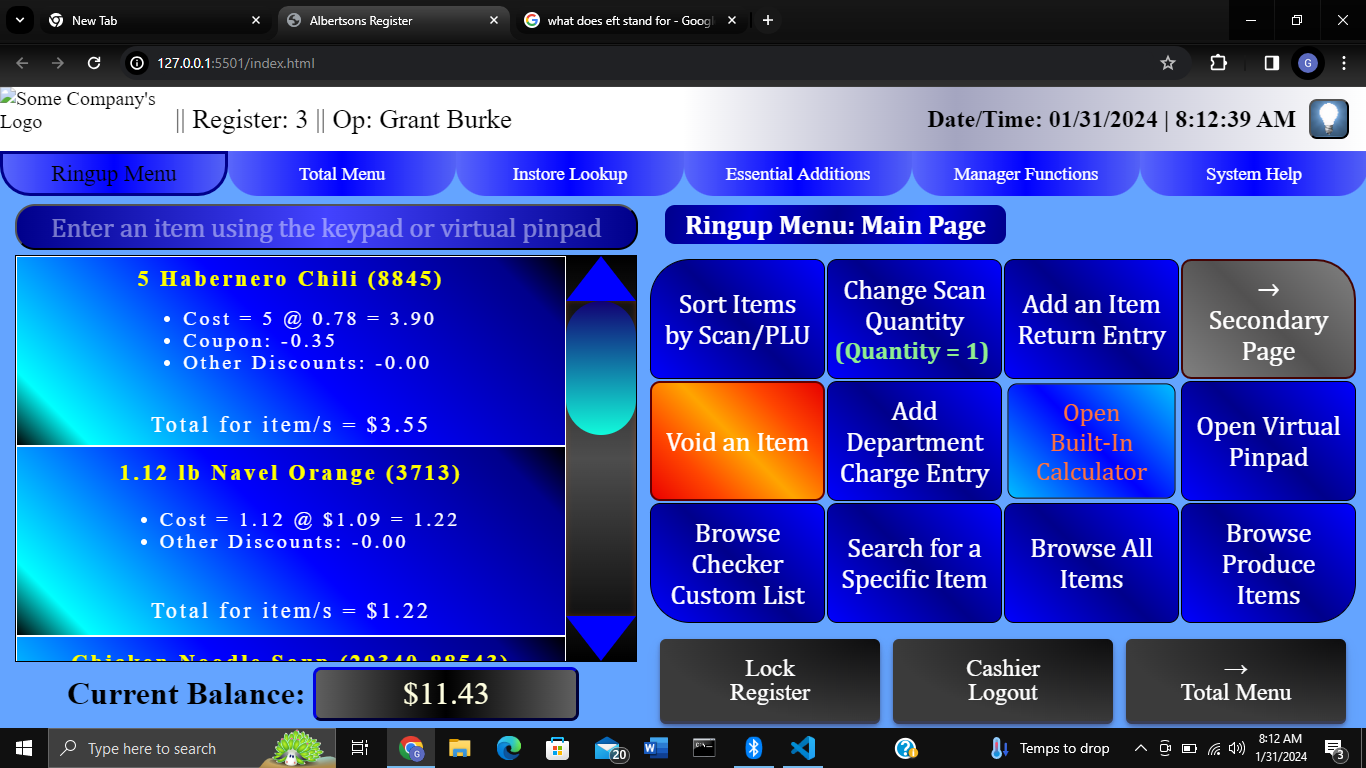 New Tab
Albertsons Register
what does eft stand for - Googl
127.0.0.1:5501/index.html
G
Some Company's
Logo
|| Register: 3 || Op: Grant Burke
Date/Time: 01/31/2024 | 8:12:39 AM
Ringup Menu
Total Menu
Instore Lookup
Essential Additions
Manager Functions
System Help
Enter an item using the keypad or virtual pinpad
Ringup Menu: Main Page
5 Habernero Chili (8845)
• Cost = 5 @ 0.78 = 3.90
• Coupon: -0.35
• Other Discounts: -0.00
Total for item/s = $3.55
1.12 lb Navel Orange (3713)
• Cost = 1.12 @ $1.09 = 1.22
• Other Discounts: -0.00
Total for item/s = $1.22
Chicken Noodle Soup (29340-88543)
Sort Items
by Scan/PLU
Change Scan
Quantity
(Quantity = 1)
Add an Item
Return Entry
→
Secondary
Page
Void an Item
Add
Department
Charge Entry
Open
Built-In
Calculator
Open Virtual
Pinpad
Browse
Checker
Custom List
Search for a
Specific Item
Browse All
Items
Browse
Produce
Items
Current Balance:
$11.43
Lock
Register
Cashier
Logout
→
Total Menu
Type here to search
G
20
Temps to drop
8:12 AM
1/31/2024
3